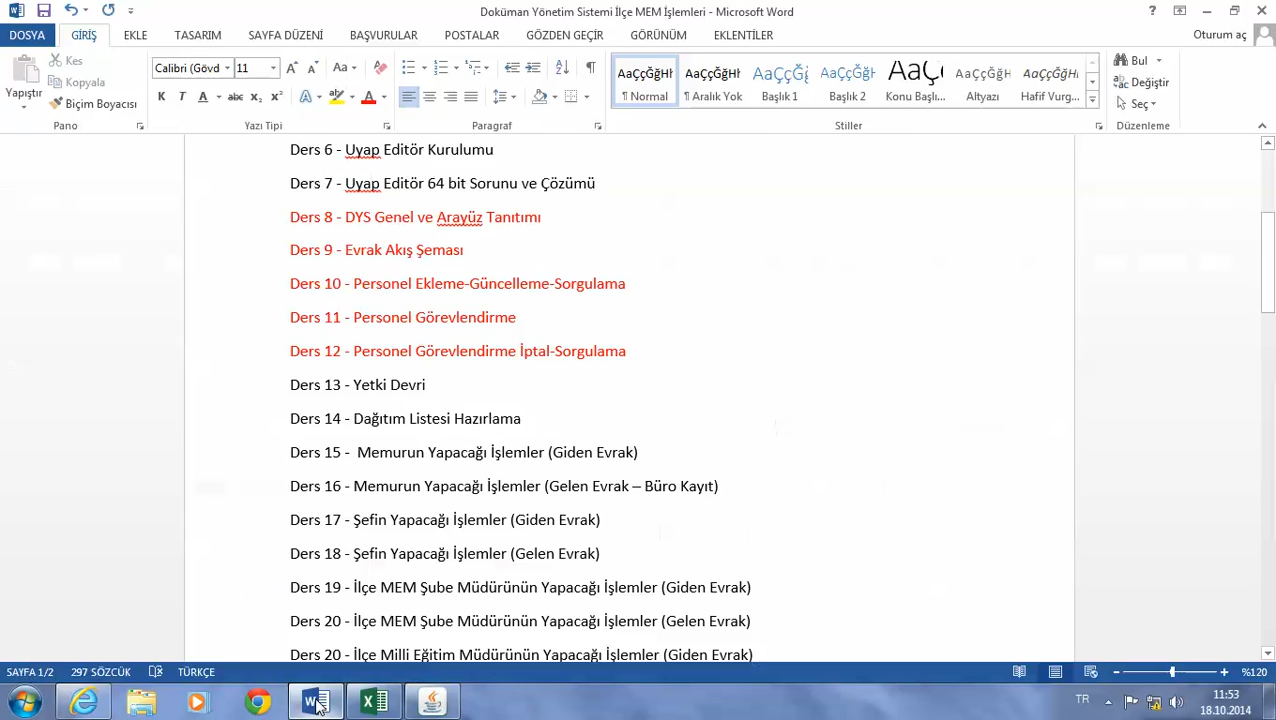 Doküman Yönetim Sistemi İlçe MEM İşlemleri - Microsoft Word
DOSYA GİRİŞ EKLE TASARIM SAYFA DÜZENİ BAŞVURULAR POSTALAR GÖZDEN GEÇİR GÖRÜNÜM EKLENTİLER Oturum aç
Yapıştır Kes Kopyala Biçim Boyacısı
Calibri (Gövd 11
AaÇçĞğHł AaÇçĞğHł AaÇçĞğ AaÇçĞğH AaÇç AaÇçĞğH AaÇçĞğH
¶ Normal ¶ Aralık Yok Başlık 1 Başlık 2 Konu Başlı... Altyazı Hafif Vurg...
Bul
Değiştir
Seç
Pano Yazı Tipi Paragraf Stiller Düzenleme
Ders 6 - Uyap Editör Kurulumu
Ders 7 - Uyap Editör 64 bit Sorunu ve Çözümü
Ders 8 - DYS Genel ve Arayüz Tanıtımı
Ders 9 - Evrak Akış Şeması
Ders 10 - Personel Ekleme-Güncelleme-Sorgulama
Ders 11 - Personel Görevlendirme
Ders 12 - Personel Görevlendirme İptal-Sorgulama
Ders 13 - Yetki Devri
Ders 14 - Dağıtım Listesi Hazırlama
Ders 15 -  Memurun Yapacağı İşlemler (Giden Evrak)
Ders 16 - Memurun Yapacağı İşlemler (Gelen Evrak – Büro Kayıt)
Ders 17 - Şefin Yapacağı İşlemler (Giden Evrak)
Ders 18 - Şefin Yapacağı İşlemler (Gelen Evrak)
Ders 19 - İlçe MEM Şube Müdürünün Yapacağı İşlemler (Giden Evrak)
Ders 20 - İlçe MEM Şube Müdürünün Yapacağı İşlemler (Gelen Evrak)
Ders 20 - İlçe Milli Eğitim Müdürünün Yapacağı İşlemler (Giden Evrak)
SAYFA 1/2 297 SÖZCÜK TÜRKÇE %120
TR 11:53
18.10.2014